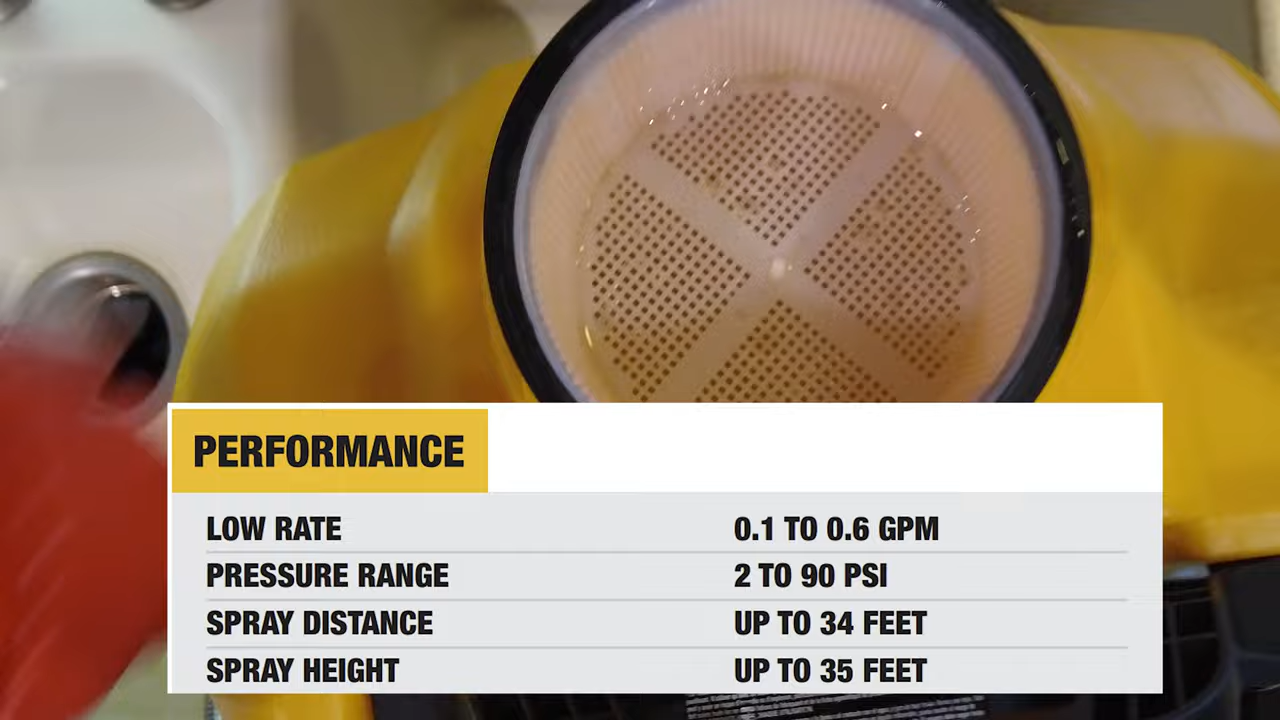 PERFORMANCE
LOW RATE 0.1 TO 0.6 GPM
PRESSURE RANGE 2 TO 90 PSI
SPRAY DISTANCE UP TO 34 FEET
SPRAY HEIGHT UP TO 35 FEET